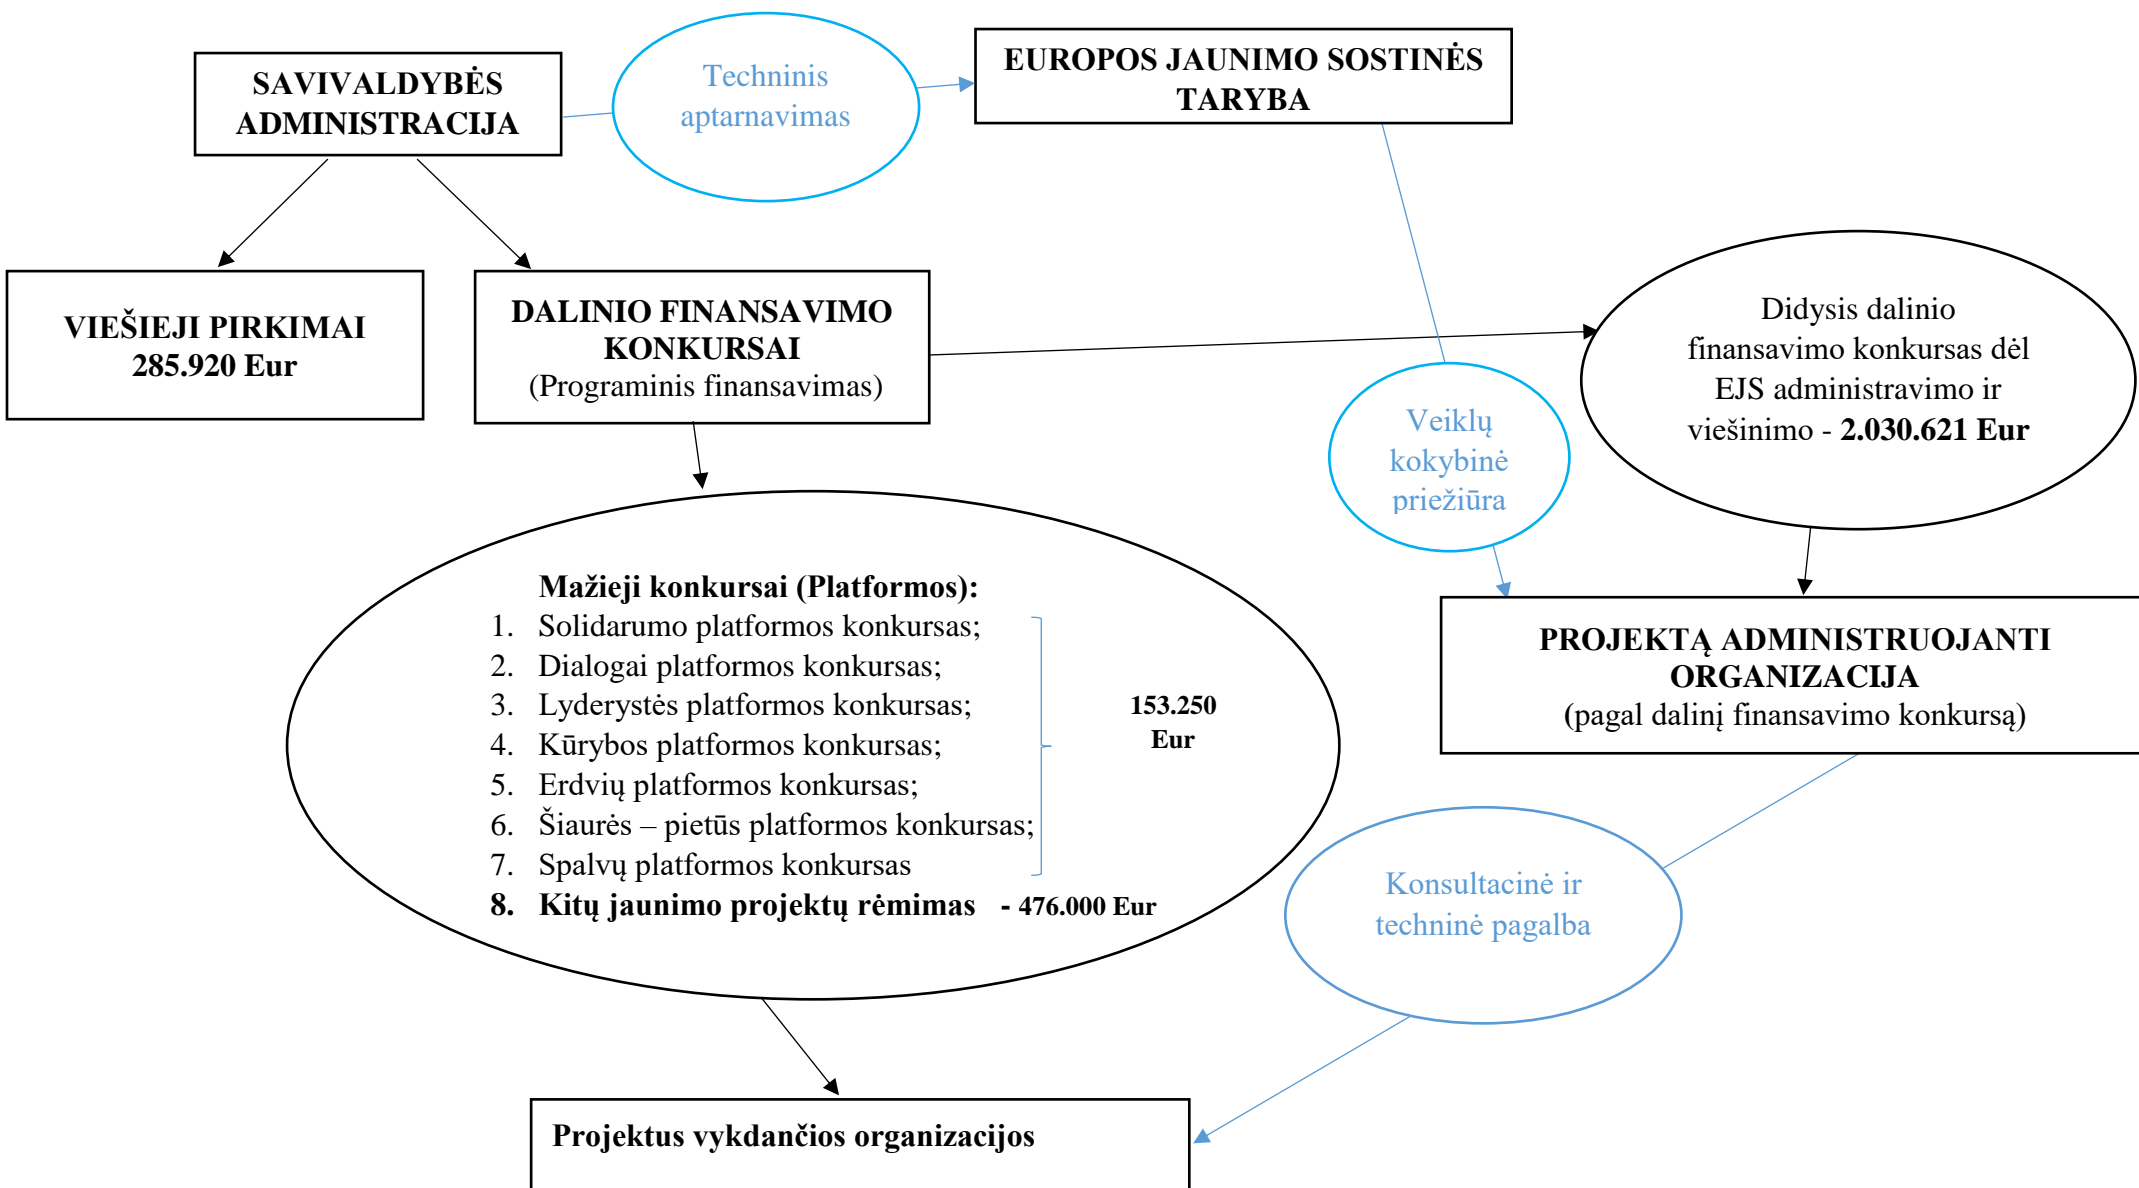 SAVIVALDYBĖS
ADMINISTRACIJA
Techninis
aptarnavimas
EUROPOS JAUNIMO SOSTINĖS
TARYBA
VIEŠIEJI PIRKIMAI
285.920 Eur
DALINIO FINANSAVIMO
KONKURSAI
(Programinis finansavimas)
Didysis dalinio
finansavimo konkursas dėl
EJS administravimo ir
viešinimo - 2.030.621 Eur
Veiklų
kokybinė
priežiūra
Mažieji konkursai (Platformos):
1. Solidarumo platformos konkursas;
2. Dialogai platformos konkursas;
3. Lyderystės platformos konkursas;
4. Kūrybos platformos konkursas;
5. Erdvių platformos konkursas;
6. Šiaurės – pietūs platformos konkursas;
7. Spalvų platformos konkursas
8. Kitų jaunimo projektų rėmimas - 476.000 Eur
153.250
Eur
PROJEKTĄ ADMINISTRUOJANTI
ORGANIZACIJA
(pagal dalinį finansavimo konkursą)
Konsultacinė ir
techninė pagalba
Projektus vykdančios organizacijos